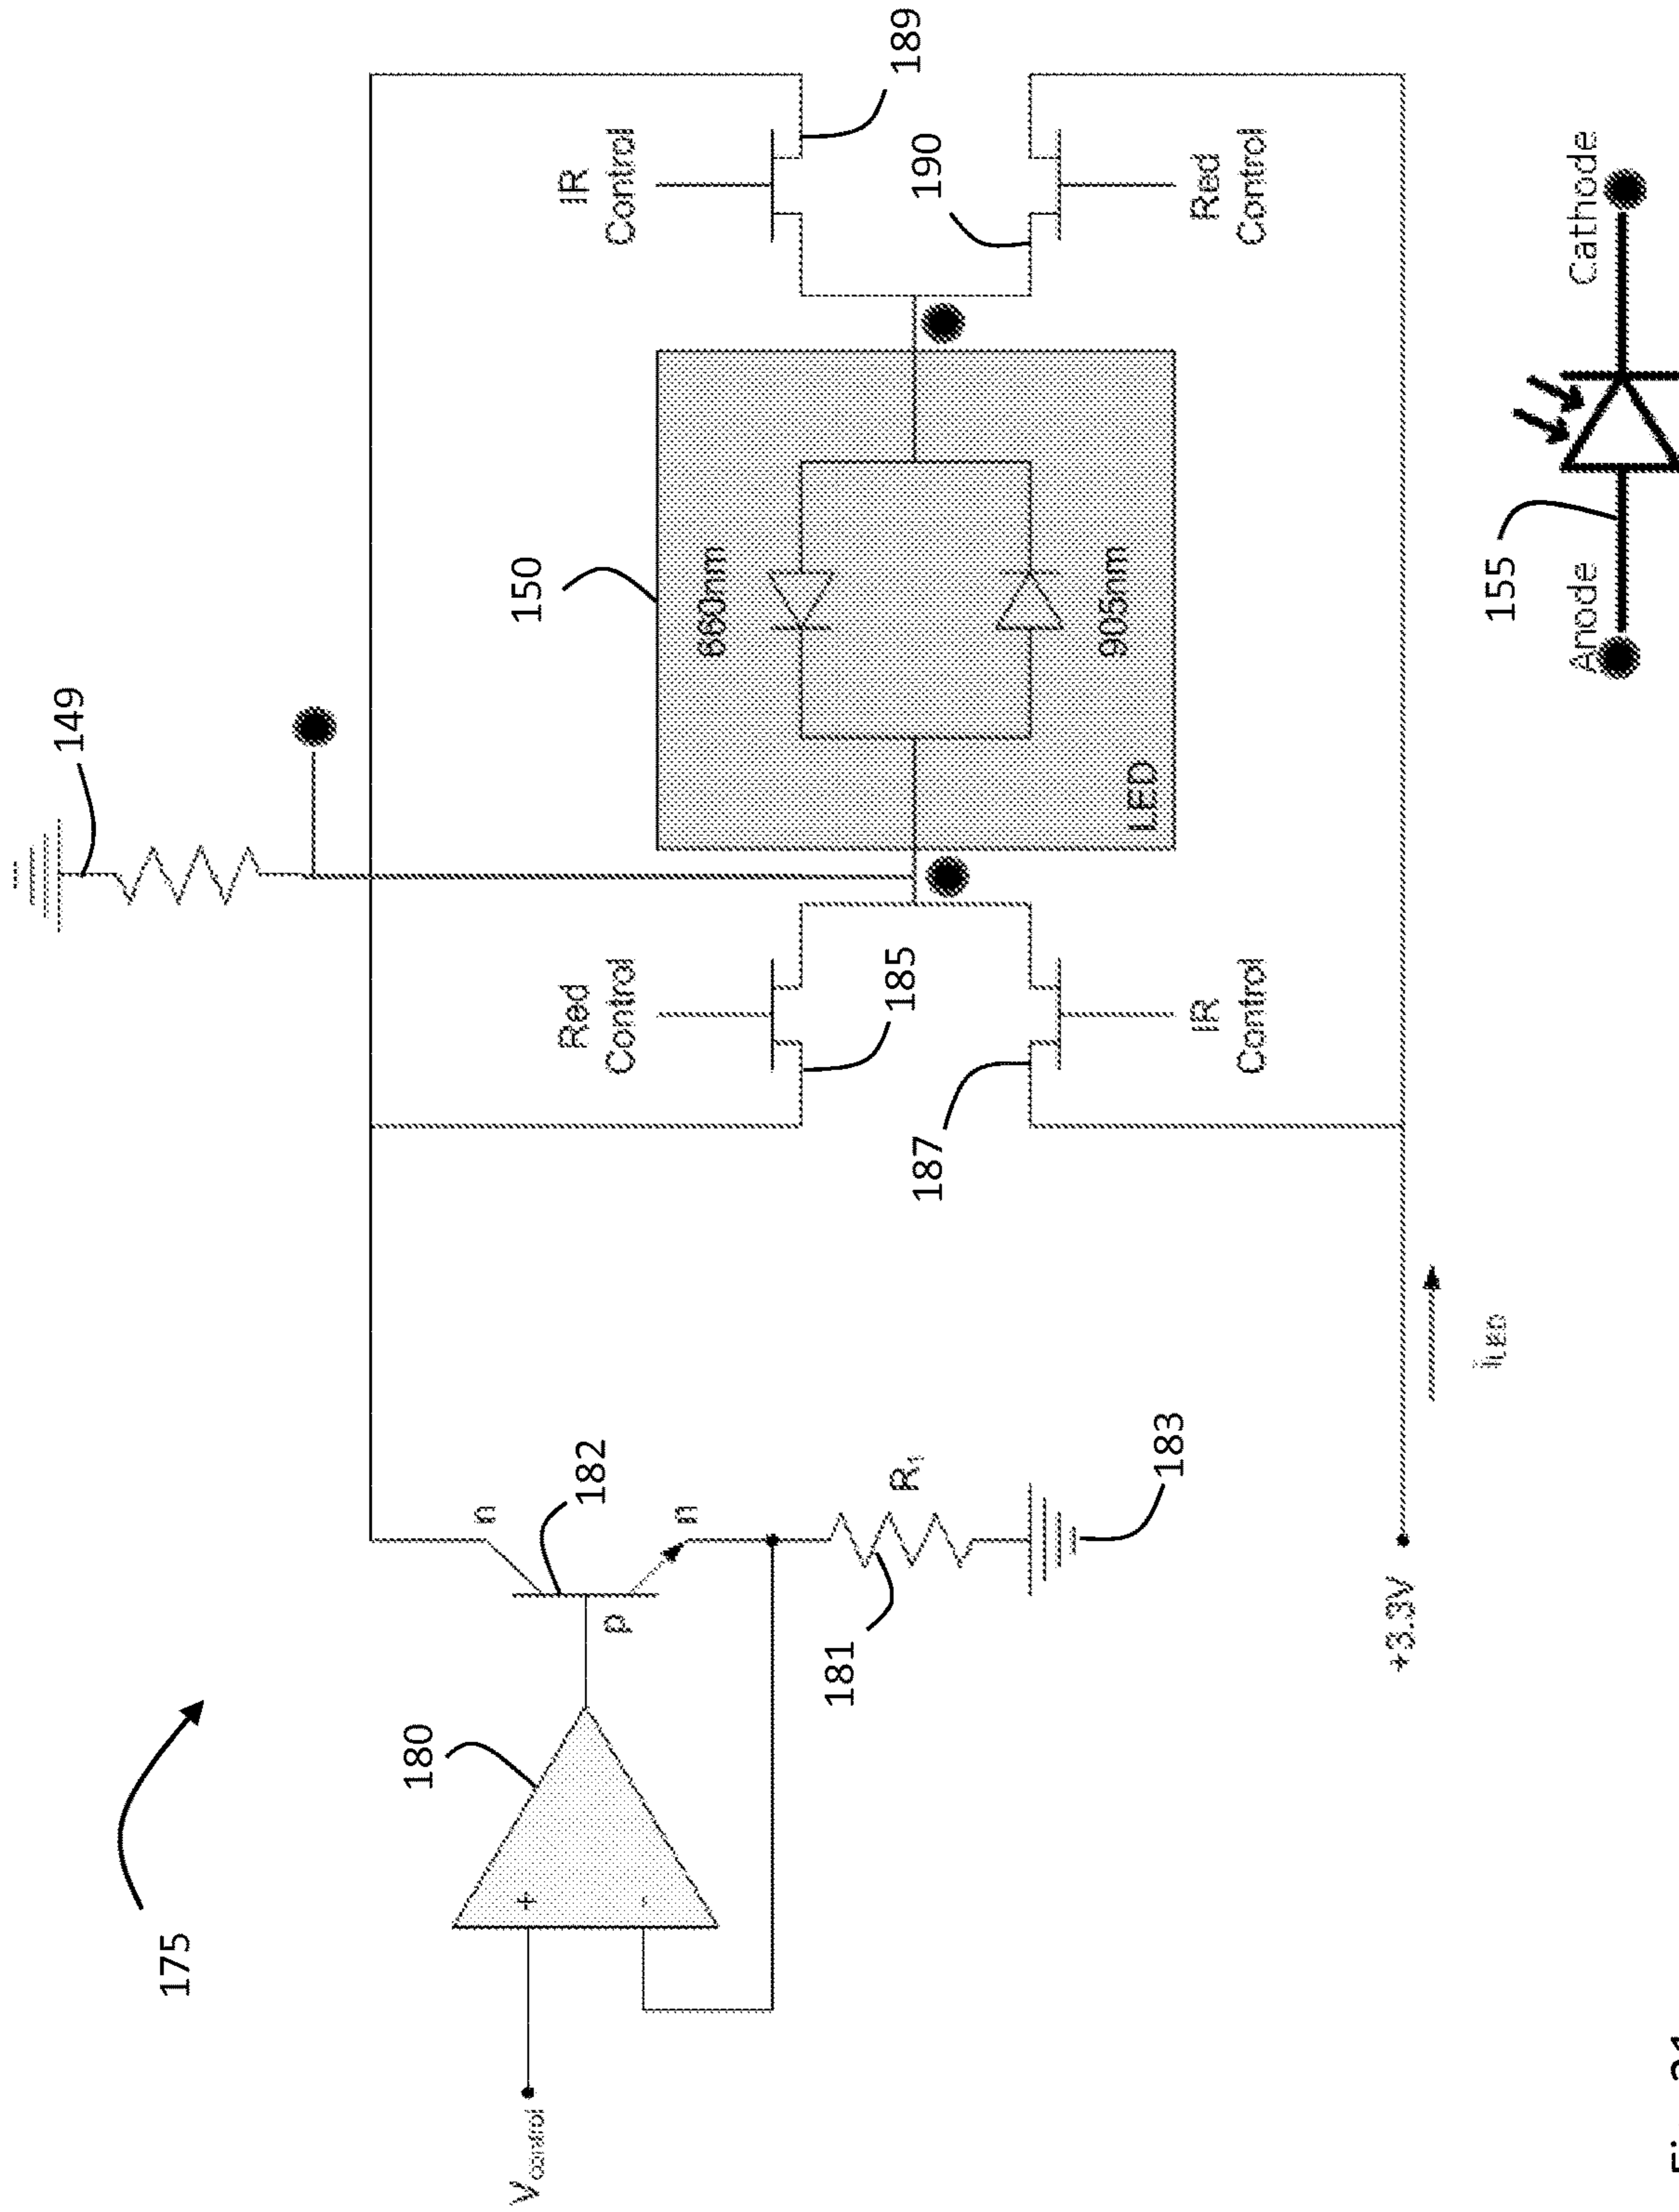 149
175
180
n
150
Red
Control
IR
Control
V control
+
-
p
182
n
660nm
181
R₁
185
189
187
190
905nm
LED
183
IR
Control
Red
Control
+3.3V
iLED
155
Anode
Cathode